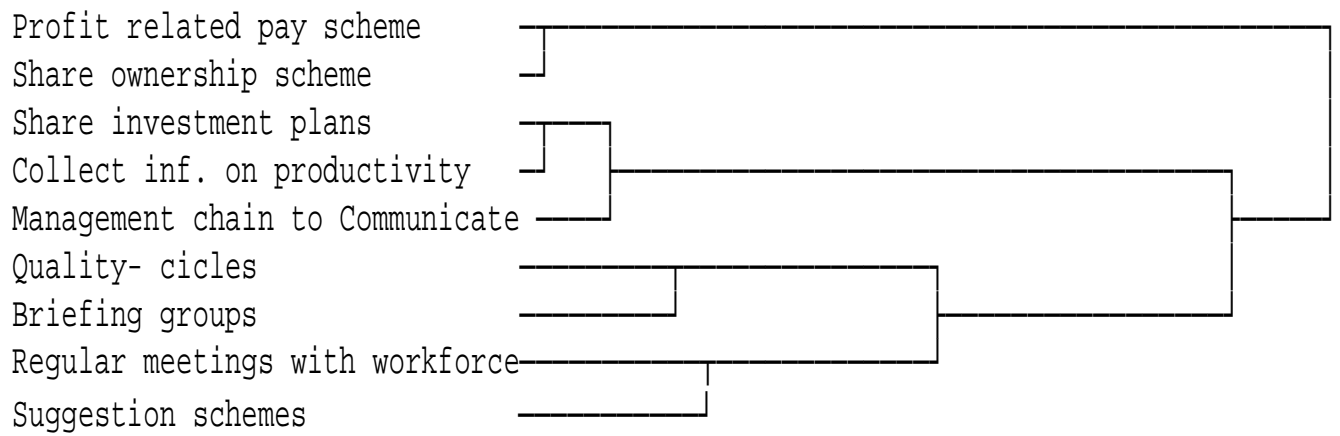 Profit related pay scheme
Share ownership scheme
Share investment plans
Collect inf. on productivity
Management chain to Communicate
Quality- cicles
Briefing groups
Regular meetings with workforce
Suggestion schemes